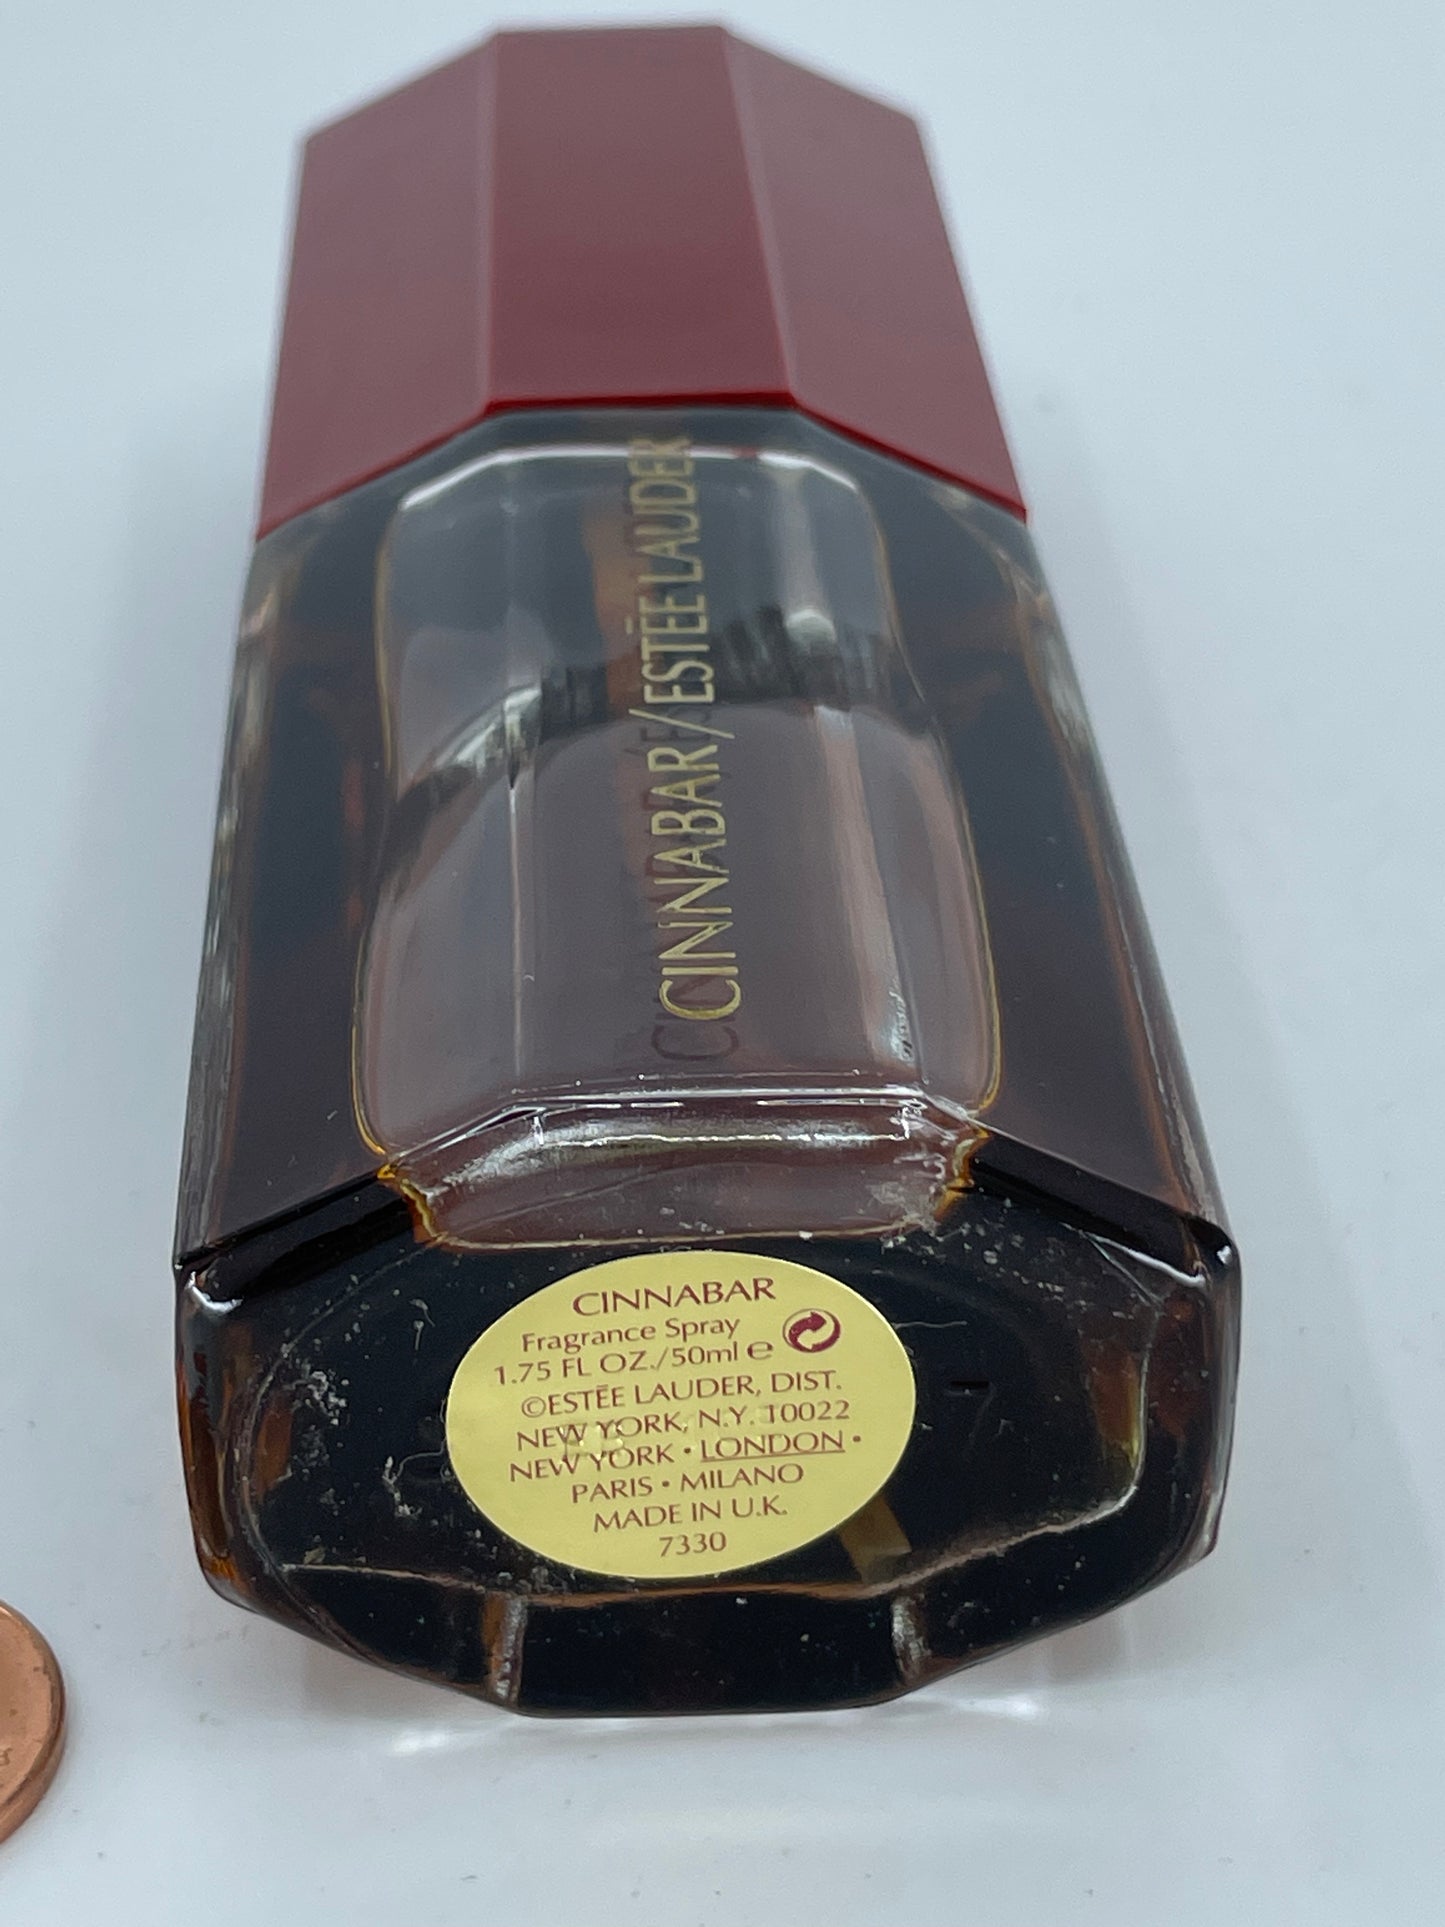 CINNABAR/ESTĒE LAUDER
CINNABAR
Fragrance Spray
1.75 FL OZ./50ml ℮
©ESTĒE LAUDER, DIST.
NEW YORK, N.Y. 10022
NEW YORK • LONDON •
PARIS • MILANO
MADE IN U.K.
7330